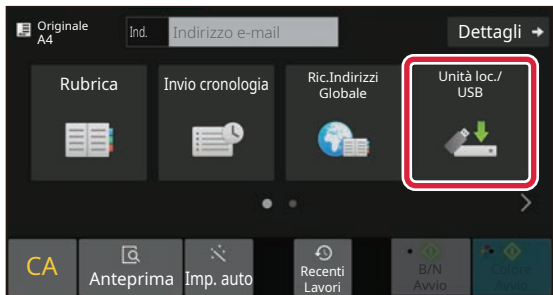 Originale
A4
Ind.
Indirizzo e-mail
Dettagli
Rubrica
Invio cronologia
Ric.Indirizzi
Globale
Unità loc./
USB
CA
Anteprima
Imp. auto
Recenti
Lavori
B/N
Avvio
Colore
Avvio